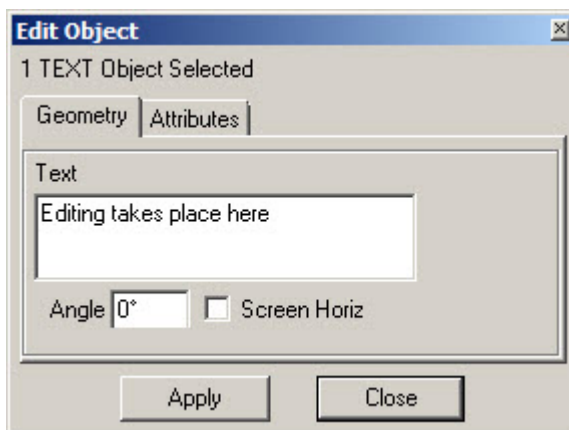 Edit Object
1 TEXT Object Selected
Geometry Attributes
Text
Editing takes place here
Angle 0° Screen Horiz
Apply Close